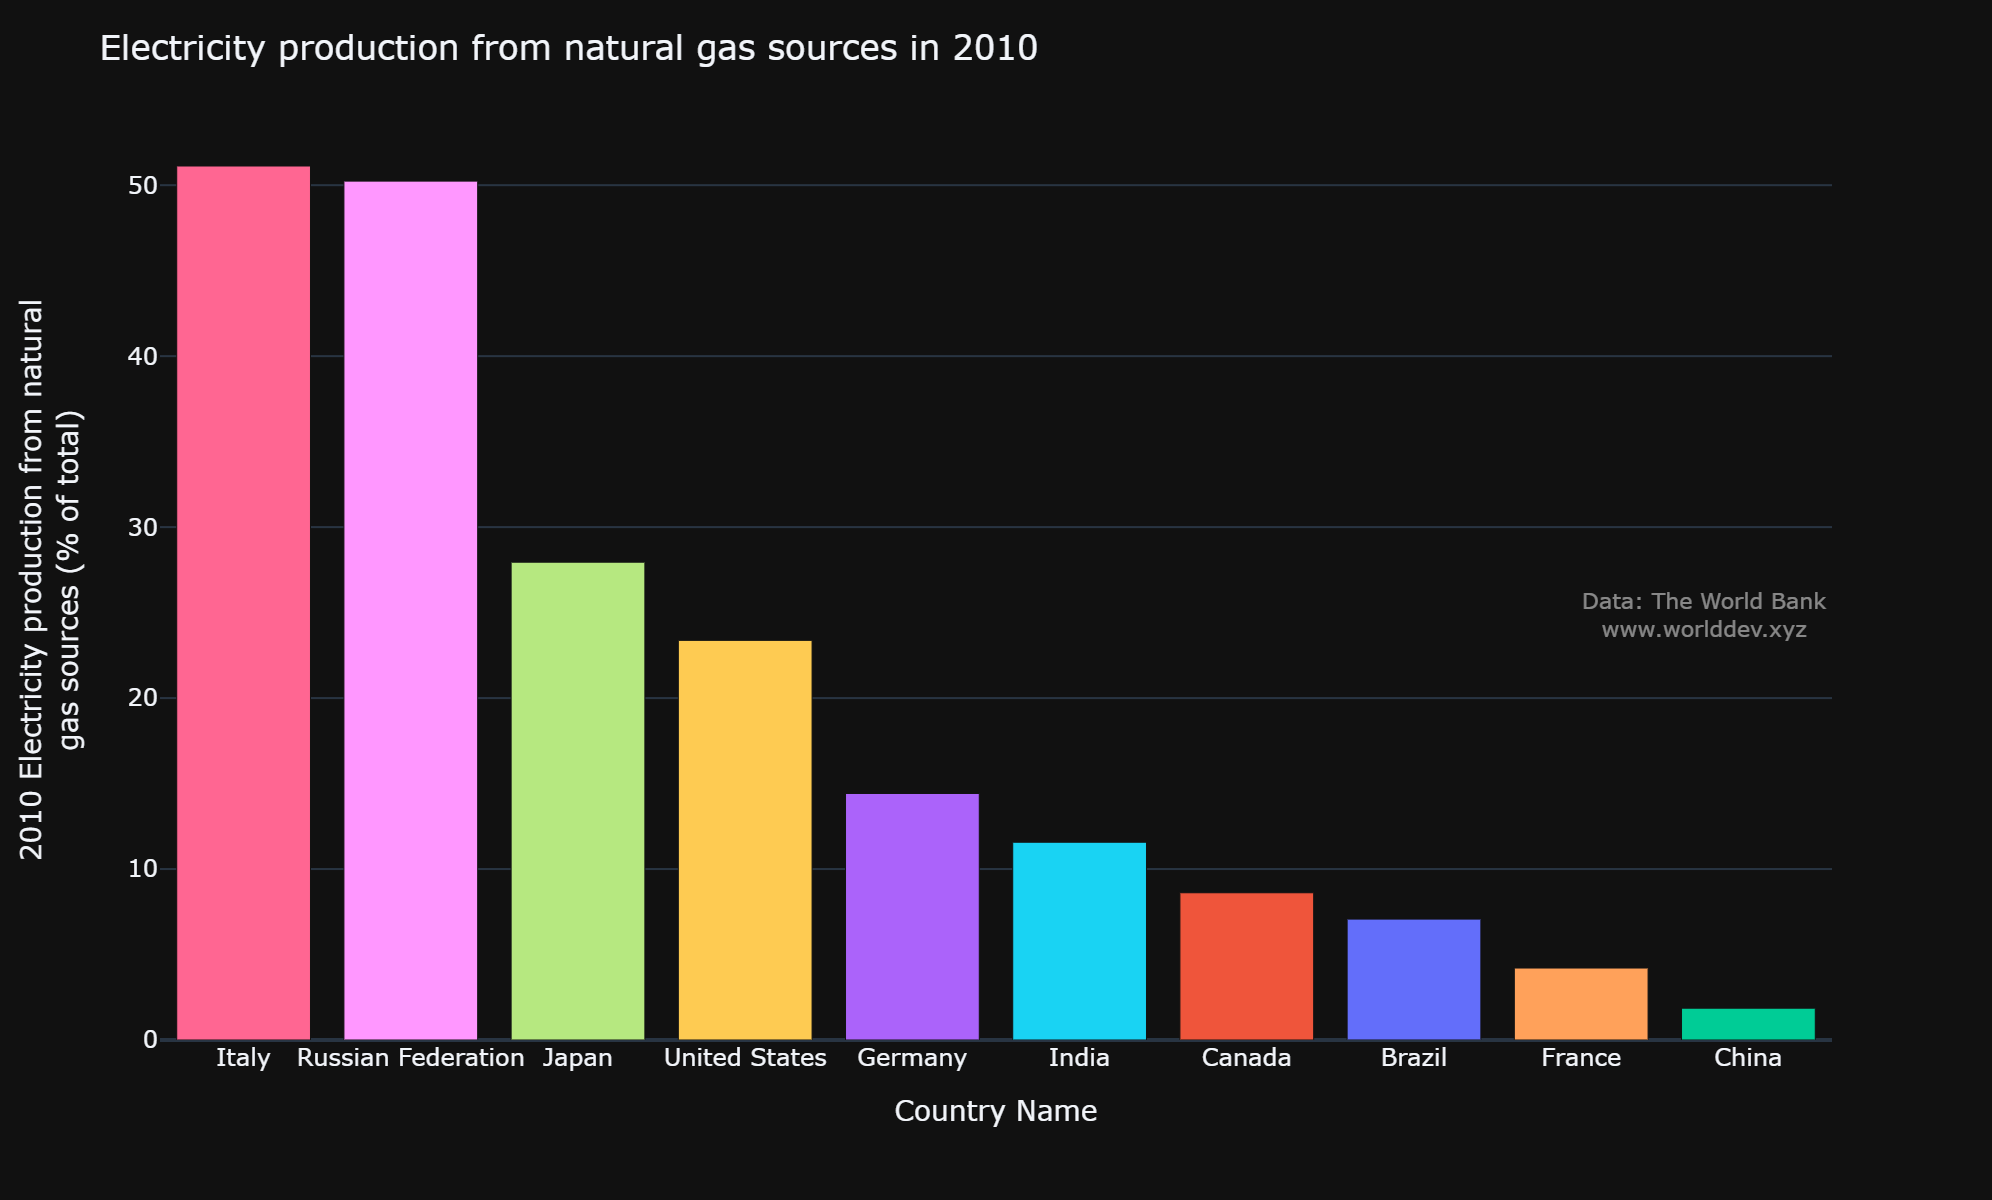 Electricity production from natural gas sources in 2010
2010 Electricity production from natural
gas sources (% of total)
50
40
30
20
10
0
Data: The World Bank
www.worlddev.xyz
Italy Russian Federation Japan United States Germany India Canada Brazil France China
Country Name